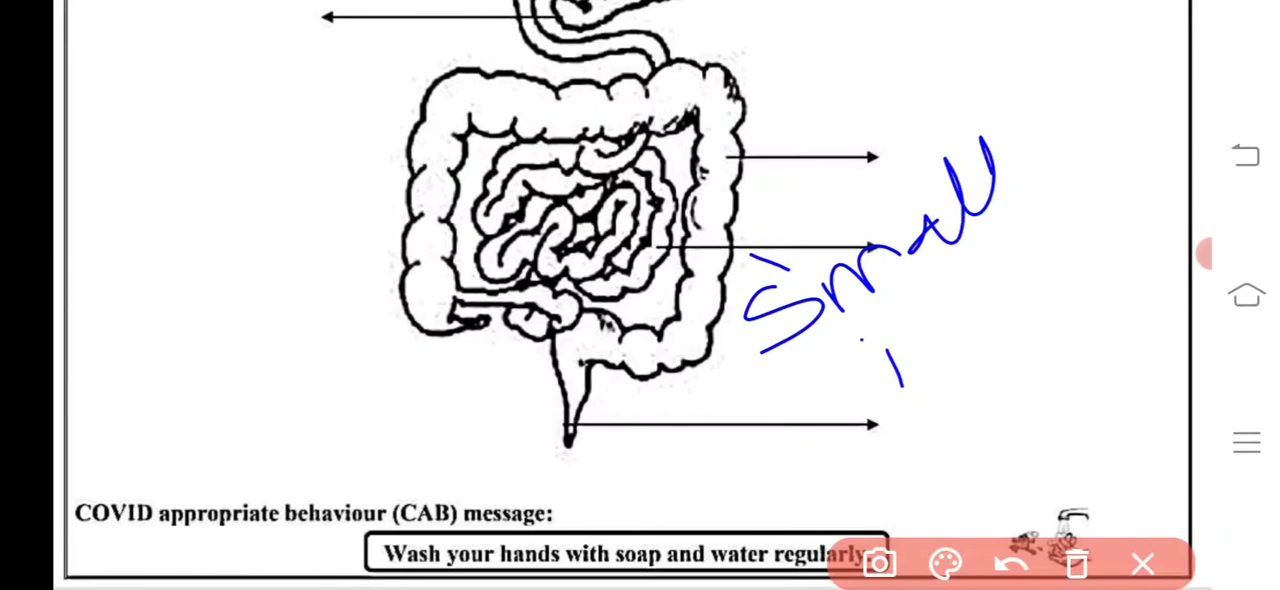 Small
COVID appropriate behaviour (CAB) message:
Wash your hands with soap and water regularly.